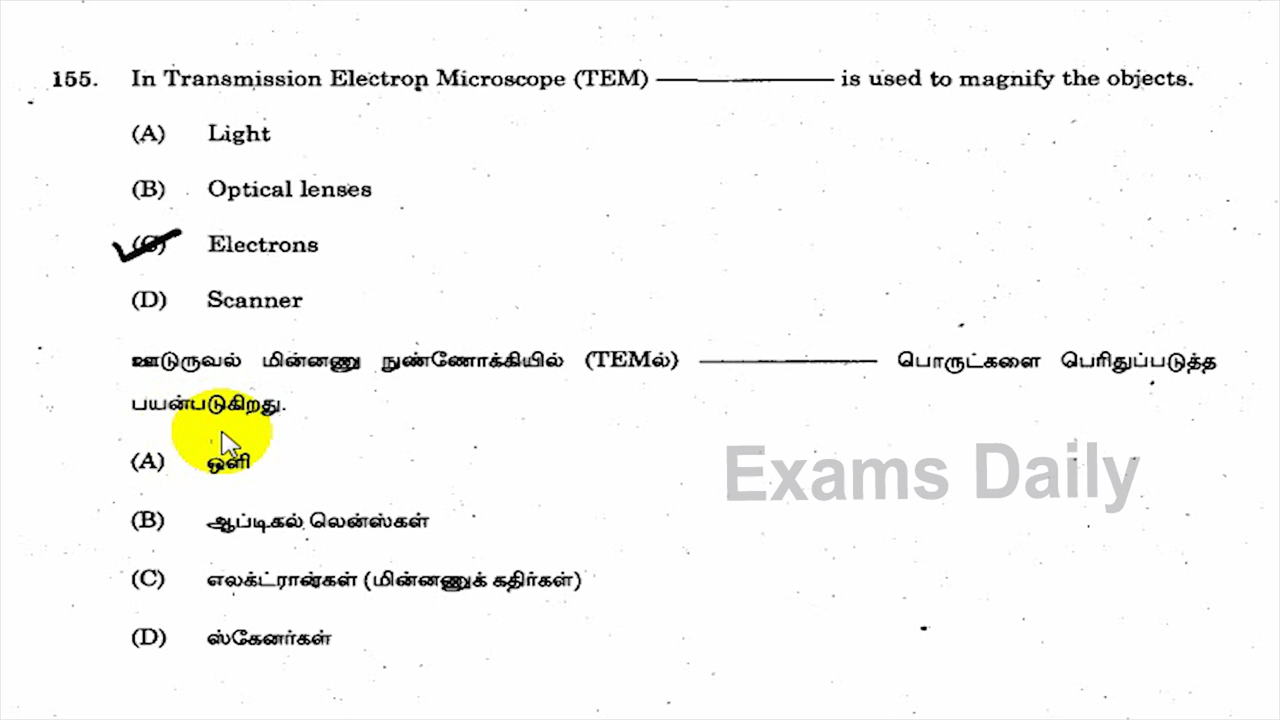 155. In Transmission Electron Microscope (TEM) ———————— is used to magnify the objects.
(A) Light
(B) Optical lenses
(C) Electrons
(D) Scanner
ஊடுருவல் மின்னணு நுண்ணோக்கியில் (TEMல்) ———————— பொருட்களை பெரிதுப்படுத்த
பயன்படுகிறது.
(A) ஒளி
(B) ஆப்டிகல் லென்ஸ்கள்
(C) எலக்ட்ரான்கள் (மின்னணுக் கதிர்கள்)
(D) ஸ்கேனர்கள்
Exams Daily